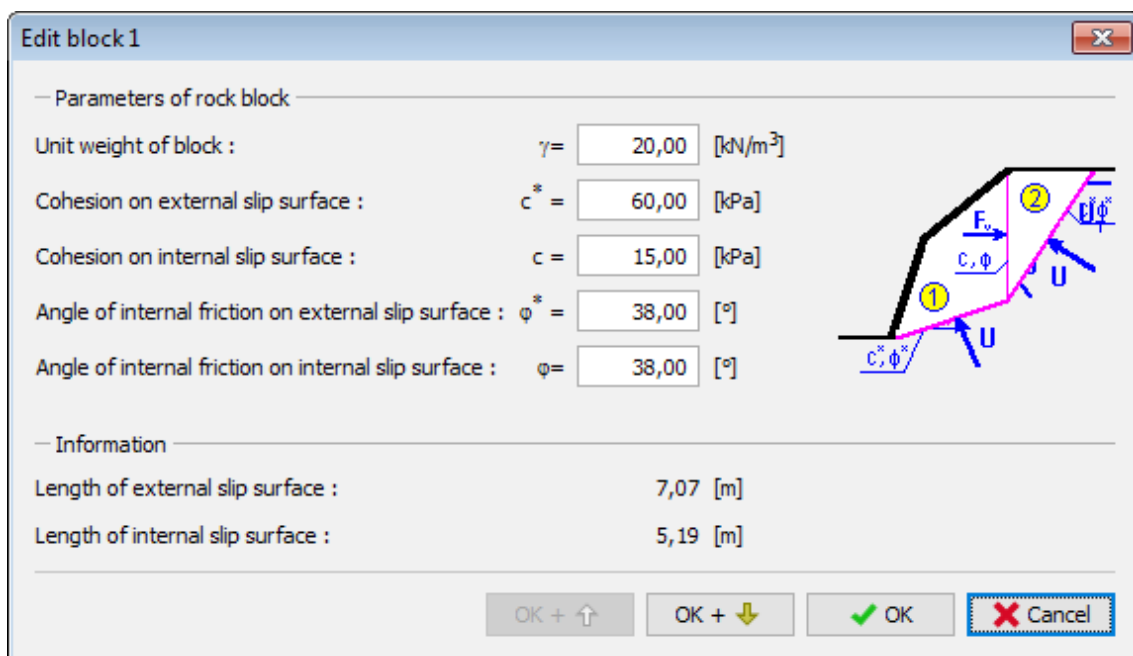 Edit block 1
Parameters of rock block
Unit weight of block : γ= 20,00 [kN/m³]
Cohesion on external slip surface : c* = 60,00 [kPa]
Cohesion on internal slip surface : c = 15,00 [kPa]
Angle of internal friction on external slip surface : φ* = 38,00 [°]
Angle of internal friction on internal slip surface : φ= 38,00 [°]
2
Fv
c,ϕ
U
1
U
c*,ϕ*
Information
Length of external slip surface : 7,07 [m]
Length of internal slip surface : 5,19 [m]
OK + OK + OK Cancel